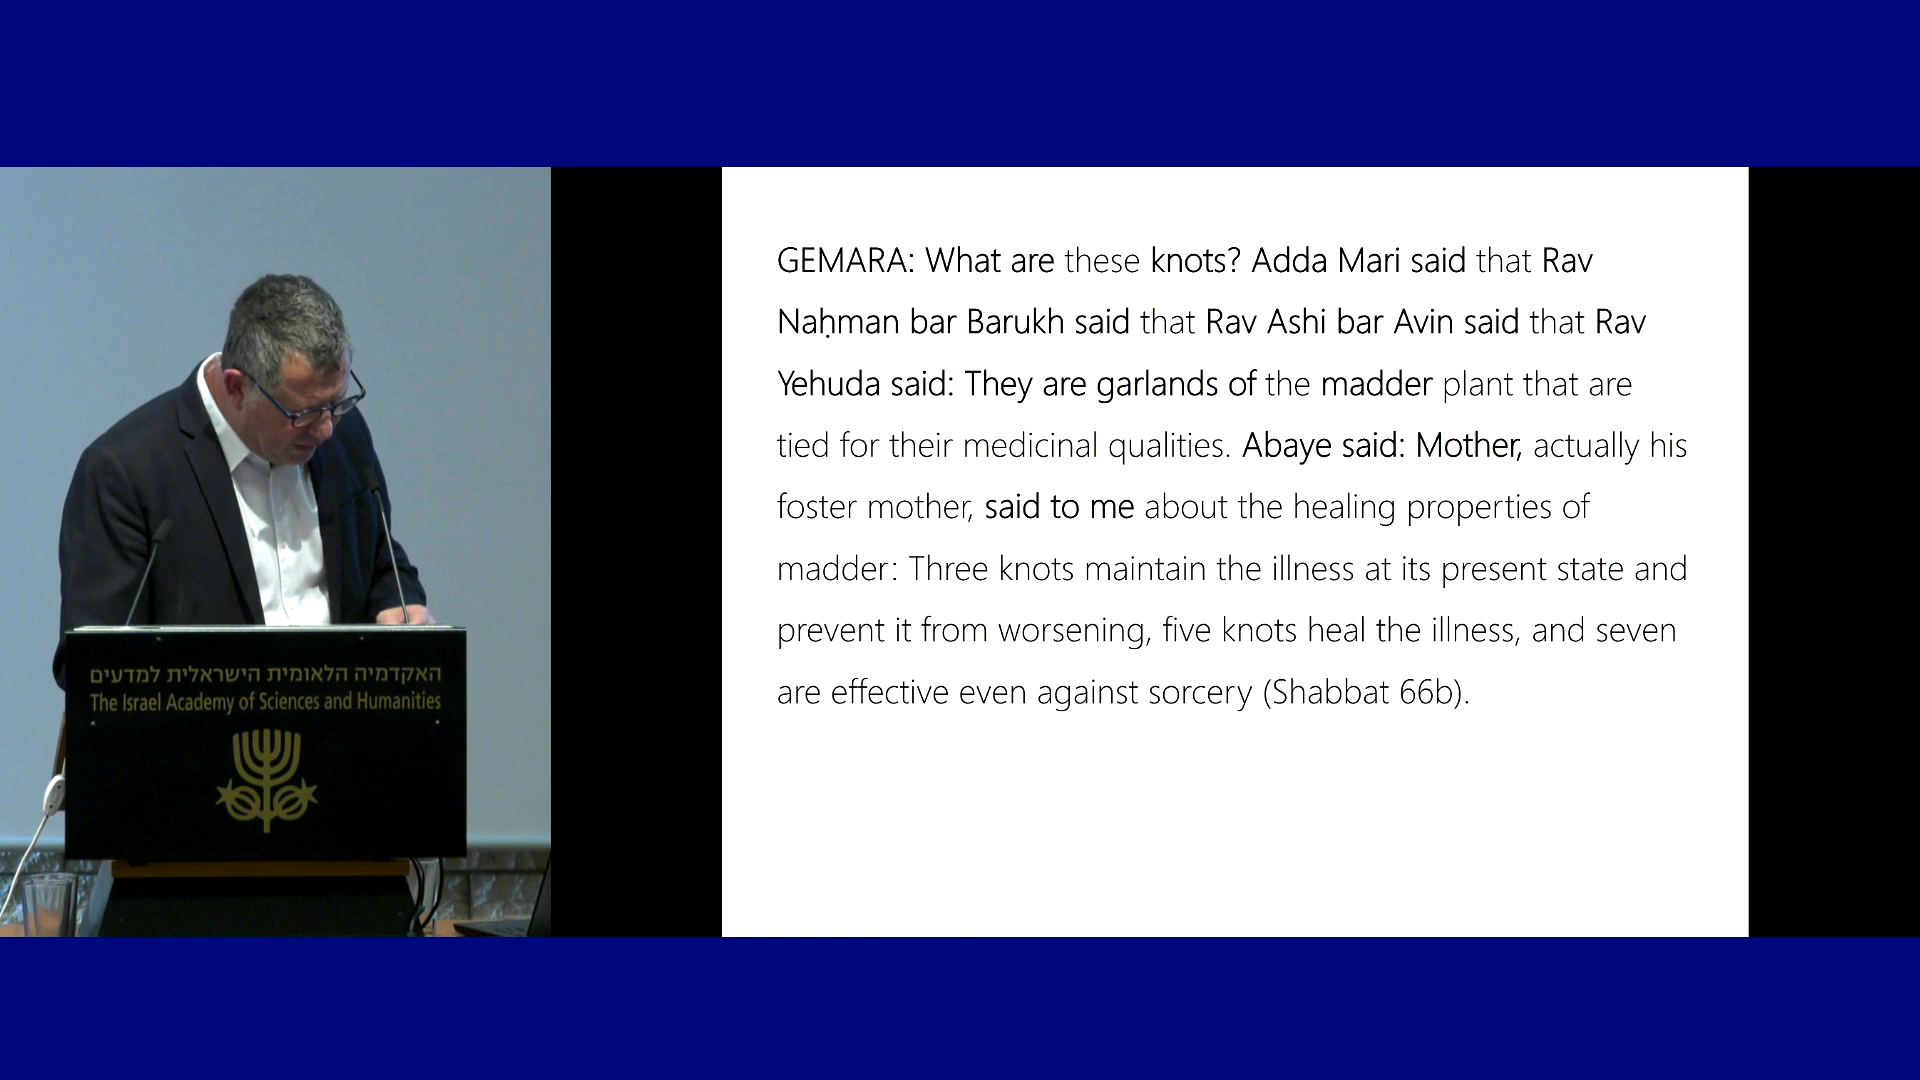 האקדמיה הלאומית הישראלית למדעים
The Israel Academy of Sciences and Humanities
GEMARA: What are these knots? Adda Mari said that Rav
Naḥman bar Barukh said that Rav Ashi bar Avin said that Rav
Yehuda said: They are garlands of the madder plant that are
tied for their medicinal qualities. Abaye said: Mother, actually his
foster mother, said to me about the healing properties of
madder: Three knots maintain the illness at its present state and
prevent it from worsening, five knots heal the illness, and seven
are effective even against sorcery (Shabbat 66b).